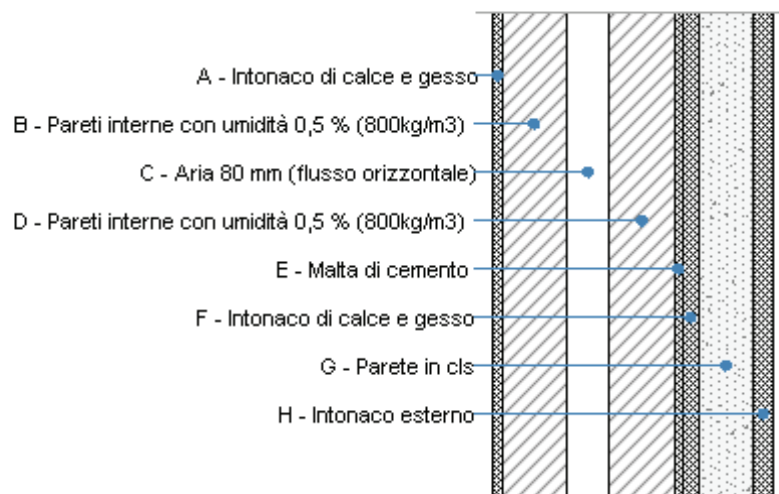 A - Intonaco di calce e gesso
B - Pareti interne con umidità 0,5 % (800kg/m3)
C - Aria 80 mm (flusso orizzontale)
D - Pareti interne con umidità 0,5 % (800kg/m3)
E - Malta di cemento
F - Intonaco di calce e gesso
G - Parete in cls
H - Intonaco esterno